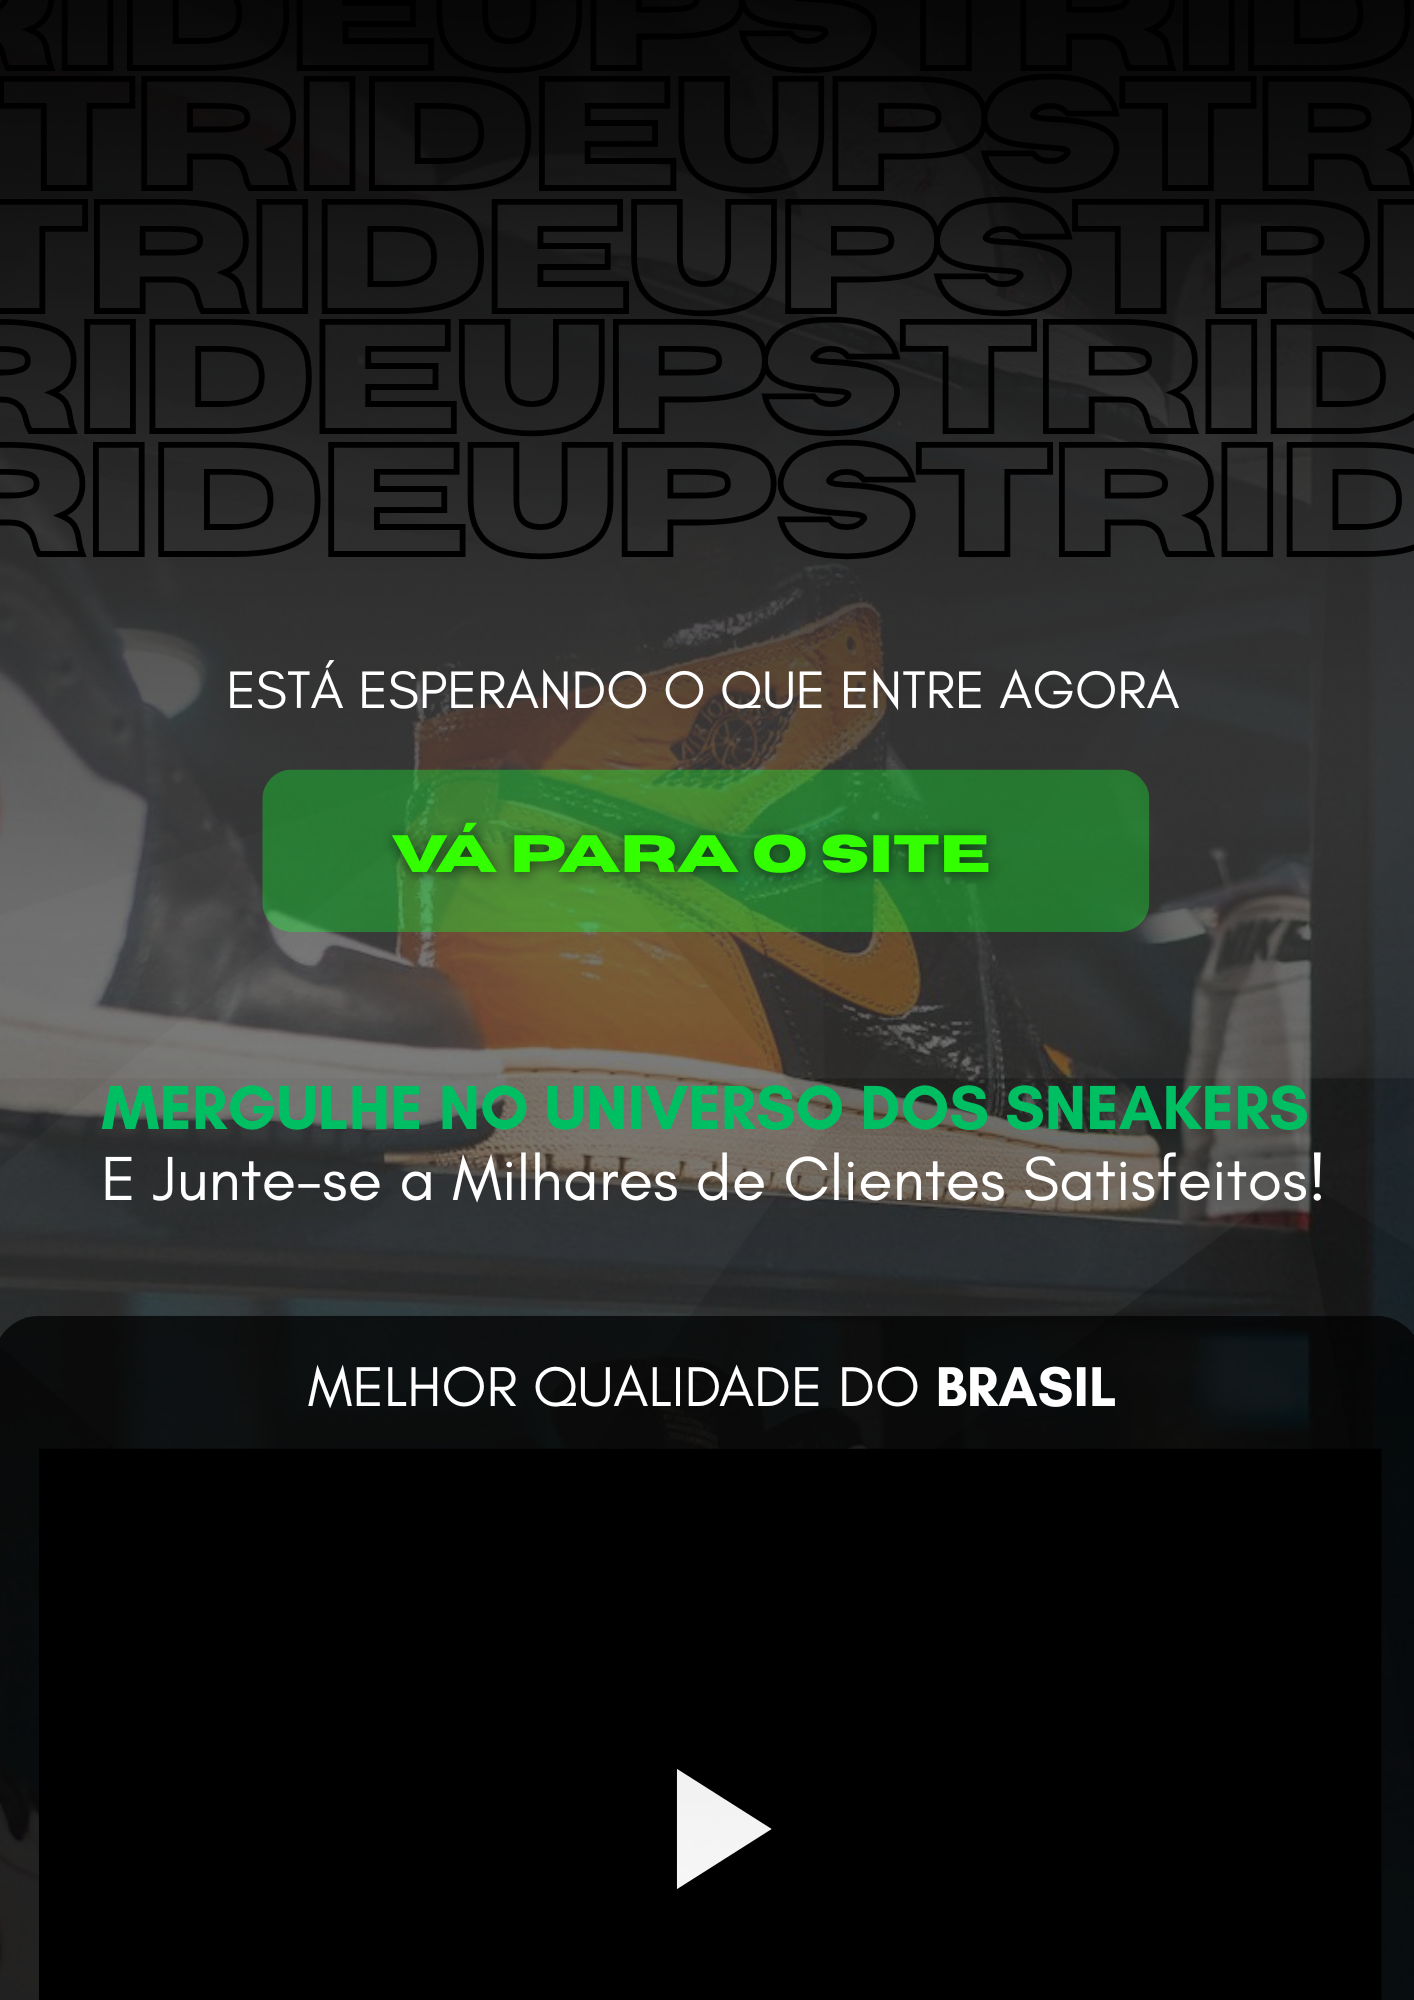 RIDEUPSTRID
TRIDEUPSTR
TRIDEUPSTRI
RIDEUPSTRID
RIDEUPSTRID
ESTÁ ESPERANDO O QUE ENTRE AGORA
VÁ PARA O SITE
MERGULHE NO UNIVERSO DOS SNEAKERS
E Junte-se a Milhares de Clientes Satisfeitos!
MELHOR QUALIDADE DO BRASIL